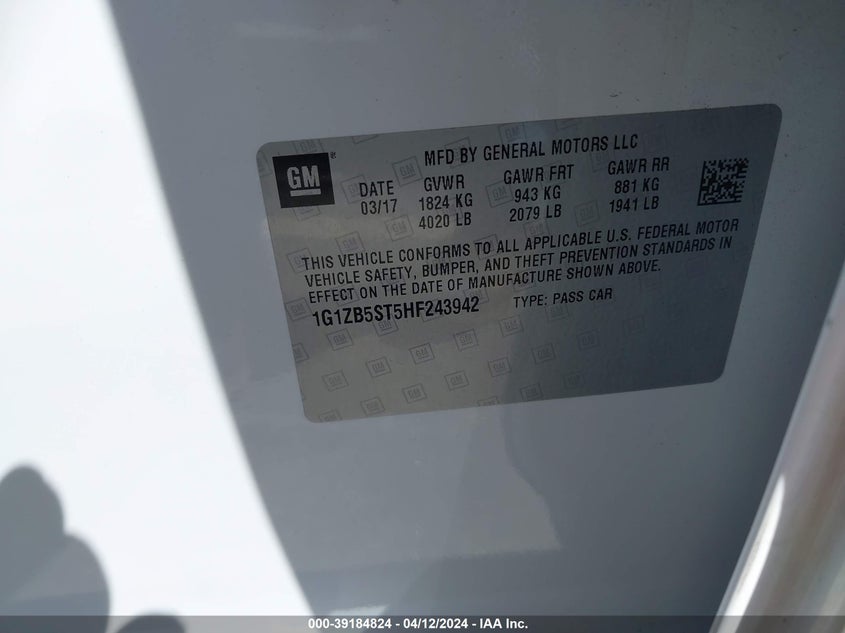 GM
MFD BY GENERAL MOTORS LLC
DATE GVWR GAWR FRT GAWR RR
03/17 1824 KG 943 KG 881 KG
4020 LB 2079 LB 1941 LB
THIS VEHICLE CONFORMS TO ALL APPLICABLE U.S. FEDERAL MOTOR
VEHICLE SAFETY, BUMPER, AND THEFT PREVENTION STANDARDS IN
EFFECT ON THE DATE OF MANUFACTURE SHOWN ABOVE.
1G1ZB5ST5HF243942 TYPE: PASS CAR
000-39184824 - 04/12/2024 - IAA Inc.